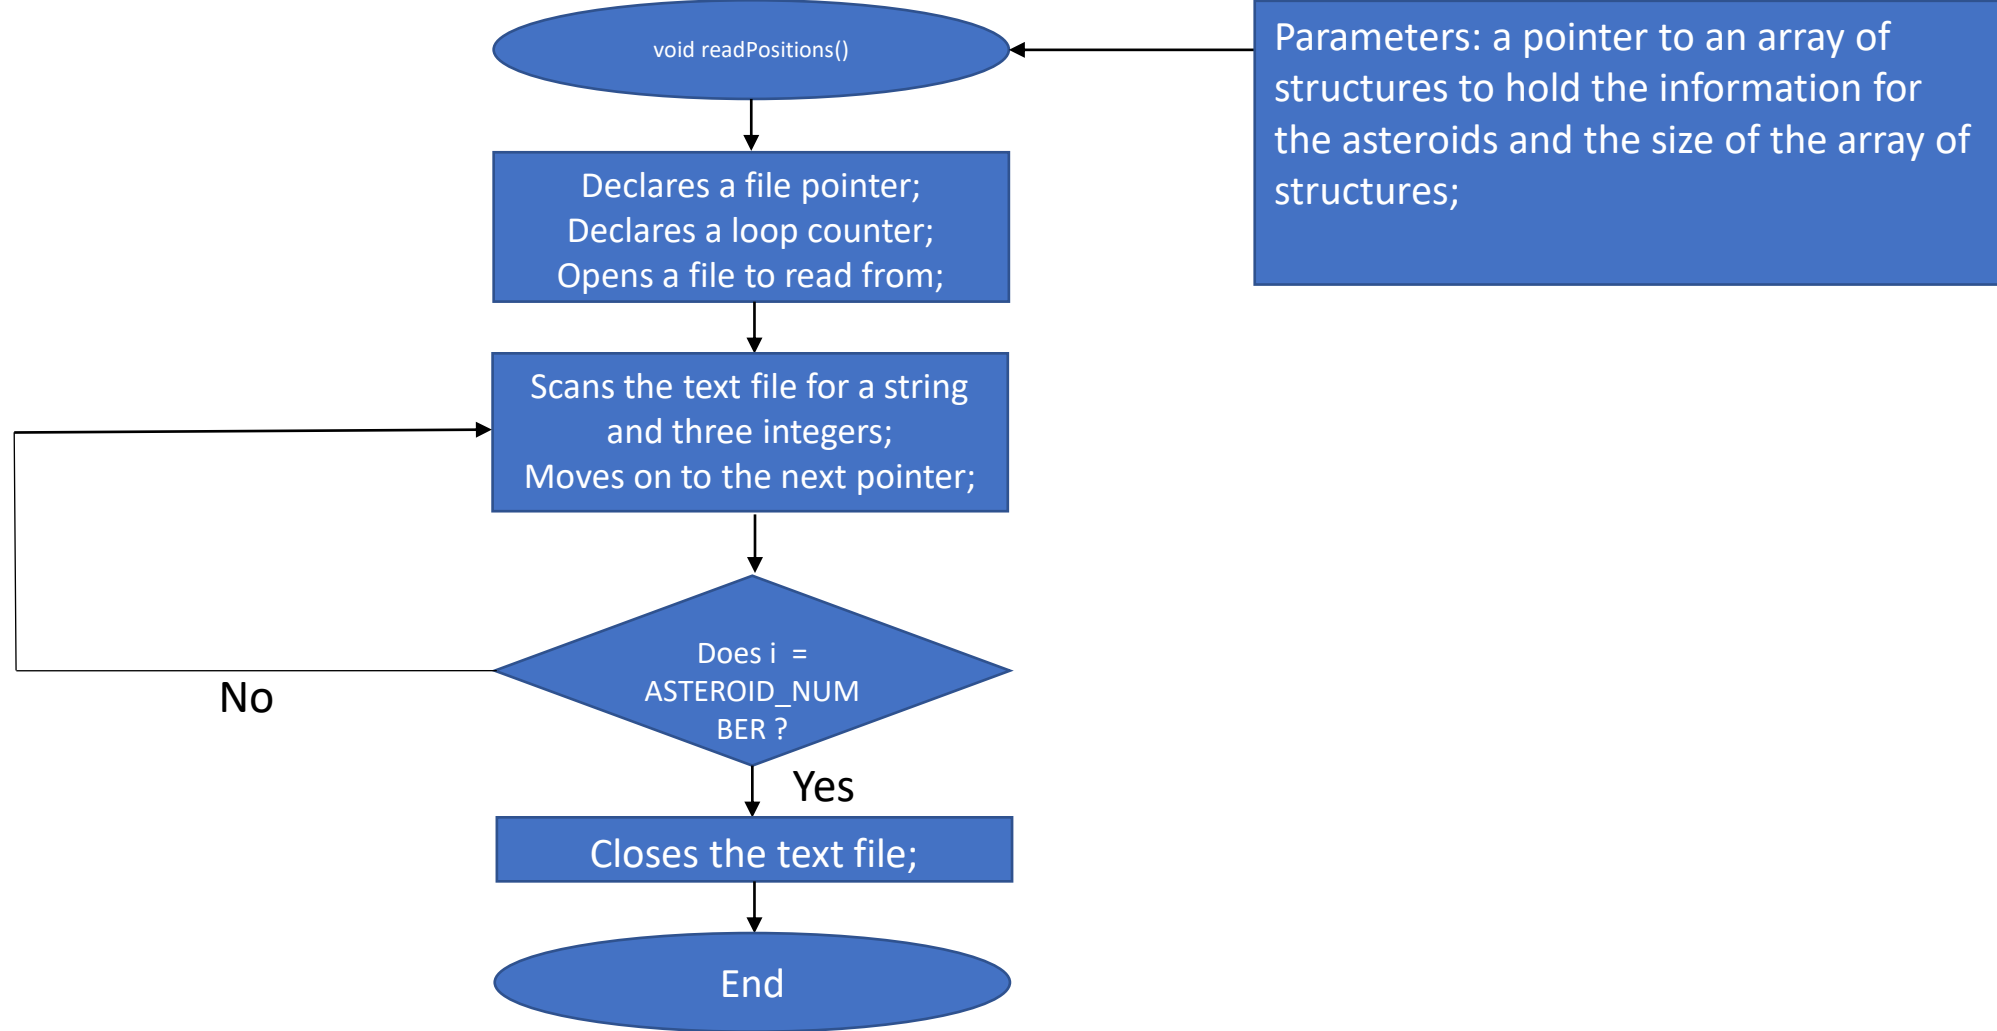 void readPositions()
Parameters: a pointer to an array of
structures to hold the information for
the asteroids and the size of the array of
structures;
Declares a file pointer;
Declares a loop counter;
Opens a file to read from;
Scans the text file for a string
and three integers;
Moves on to the next pointer;
Does i =
ASTEROID_NUM
BER ?
No
Yes
Closes the text file;
End